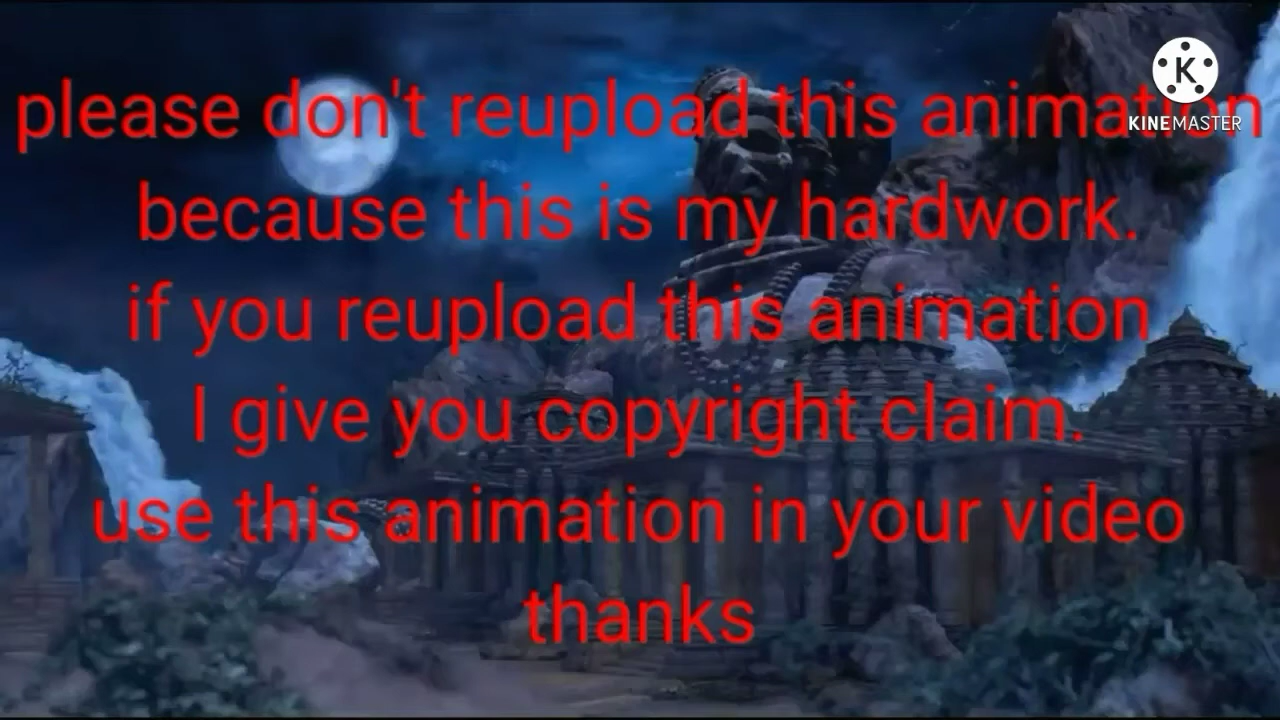 please don't reupload this animation
because this is my hardwork.
if you reupload this animation
I give you copyright claim.
use this animation in your video
thanks
K
KINEMASTER